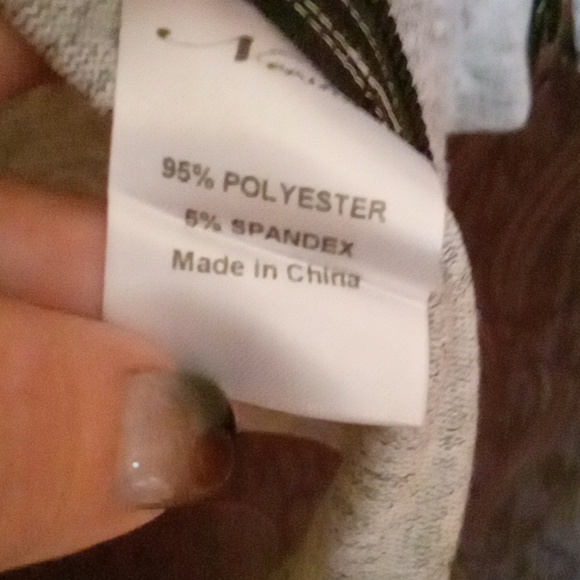 95% POLYESTER
5% SPANDEX
Made in China